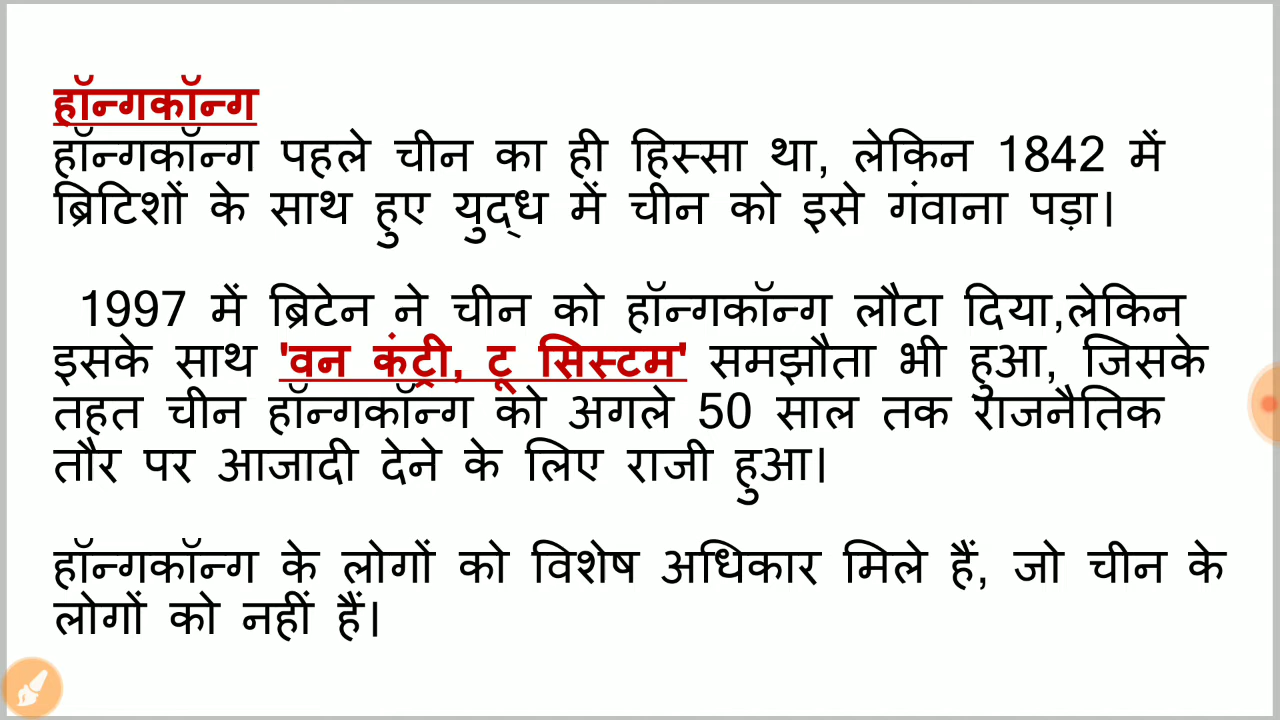 हॉन्गकॉन्ग
हॉन्गकॉन्ग पहले चीन का ही हिस्सा था, लेकिन 1842 में
ब्रिटिशों के साथ हुए युद्ध में चीन को इसे गंवाना पड़ा।
1997 में ब्रिटेन ने चीन को हॉन्गकॉन्ग लौटा दिया,लेकिन
इसके साथ 'वन कंट्री, टू सिस्टम' समझौता भी हुआ, जिसके
तहत चीन हॉन्गकॉन्ग को अगले 50 साल तक राजनैतिक
तौर पर आजादी देने के लिए राजी हुआ।
हॉन्गकॉन्ग के लोगों को विशेष अधिकार मिले हैं, जो चीन के
लोगों को नहीं हैं।